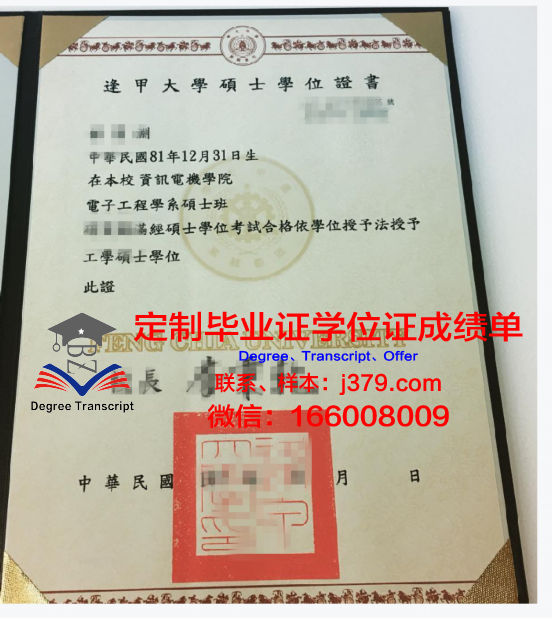 逢甲大學碩士學位證書
號
中華民國81年12月31日生
在本校 資訊電機學院
電子工程學系碩士班
經碩士學位考試合格依學位授予法授予
工學碩士學位
此證
FENG CHIA UNIVERSITY
定制毕业证学位证成绩单
Degree、Transcript、Offer
長
BZ
联系、样本：j379.com
Degree Transcript
微信：166008009
中華民國 月 日